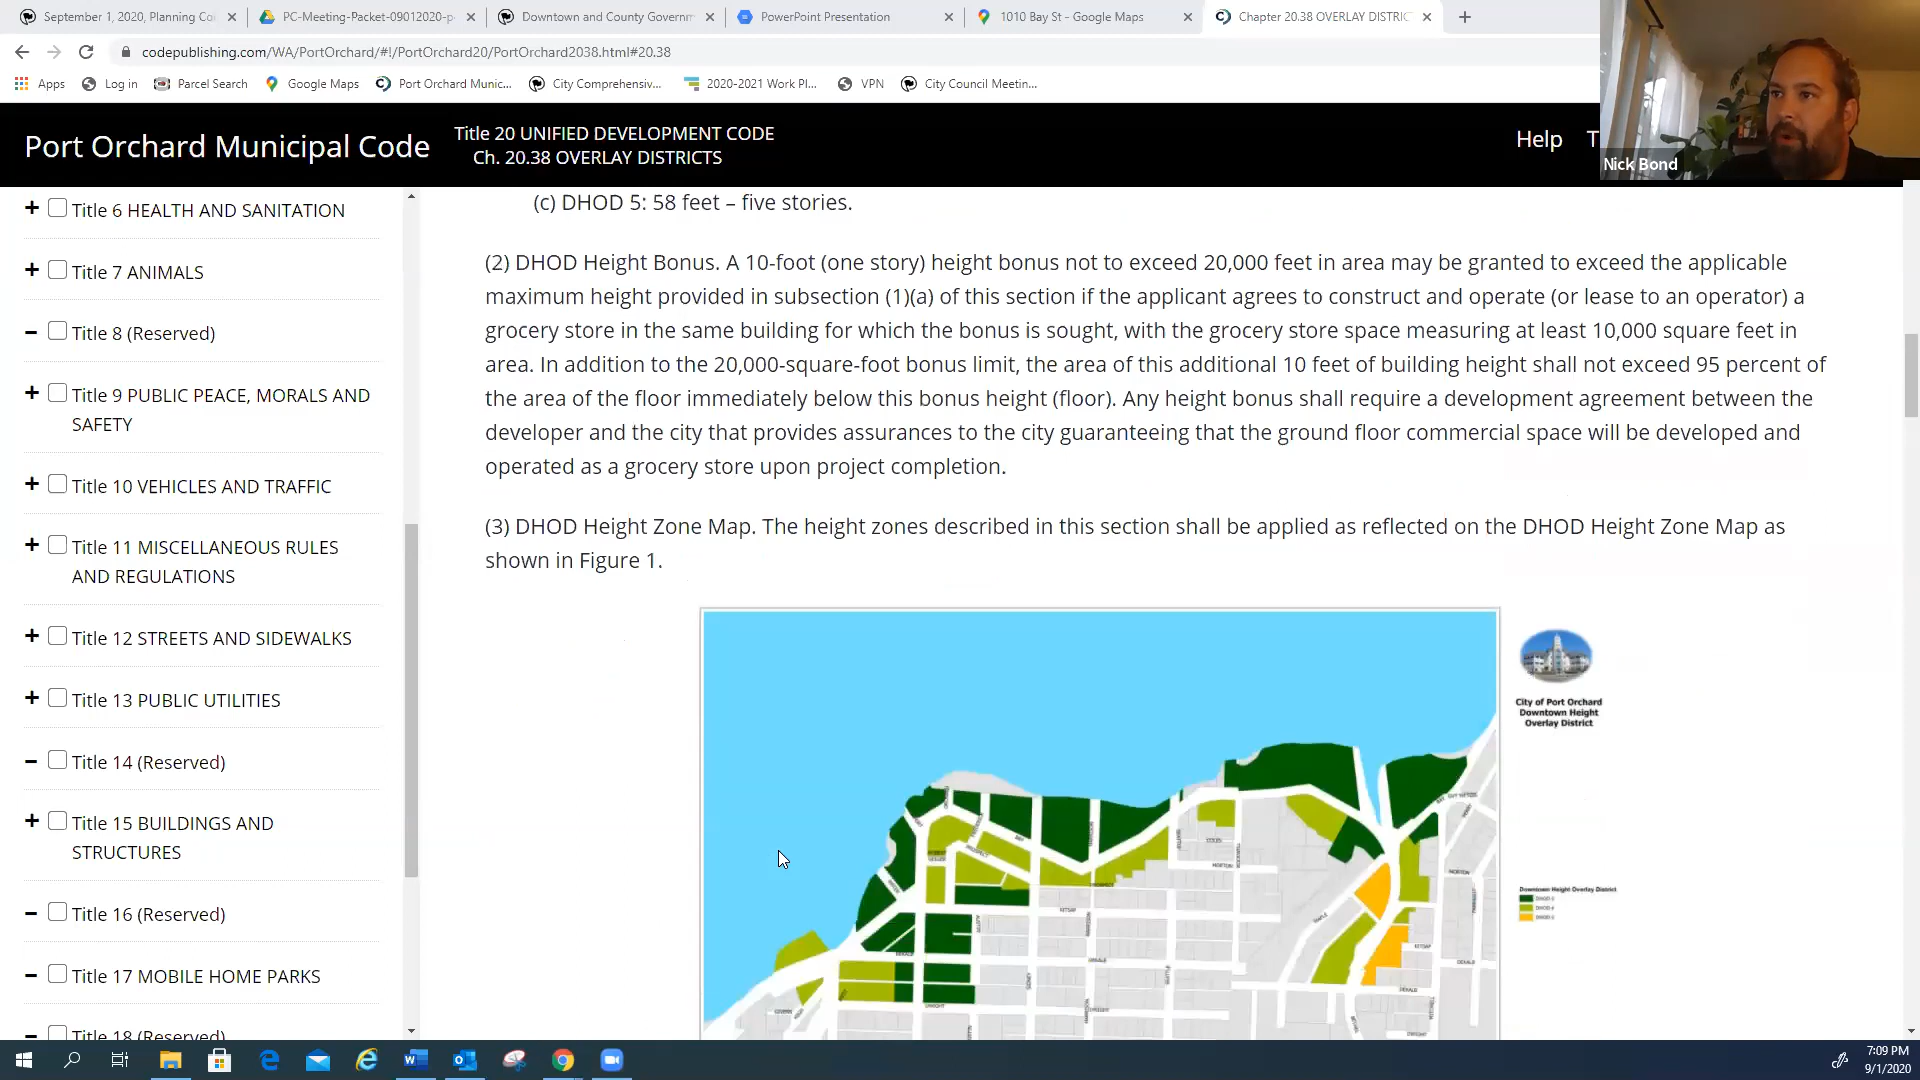 September 1, 2020, Planning Co
PC-Meeting-Packet-09012020-p
Downtown and County Governm
PowerPoint Presentation
1010 Bay St - Google Maps
Chapter 20.38 OVERLAY DISTRIC
codepublishing.com/WA/PortOrchard/#!/PortOrchard20/PortOrchard2038.html#20.38
Apps
Log in
Parcel Search
Google Maps
Port Orchard Munic...
City Comprehensiv...
2020-2021 Work Pl...
VPN
City Council Meetin...
Port Orchard Municipal Code
Title 20 UNIFIED DEVELOPMENT CODE
Ch. 20.38 OVERLAY DISTRICTS
Help
T
Nick Bond
+ Title 6 HEALTH AND SANITATION
+ Title 7 ANIMALS
- Title 8 (Reserved)
+ Title 9 PUBLIC PEACE, MORALS AND
SAFETY
+ Title 10 VEHICLES AND TRAFFIC
+ Title 11 MISCELLANEOUS RULES
AND REGULATIONS
+ Title 12 STREETS AND SIDEWALKS
+ Title 13 PUBLIC UTILITIES
- Title 14 (Reserved)
+ Title 15 BUILDINGS AND
STRUCTURES
- Title 16 (Reserved)
- Title 17 MOBILE HOME PARKS
- Title 18 (Reserved)
(c) DHOD 5: 58 feet – five stories.
(2) DHOD Height Bonus. A 10-foot (one story) height bonus not to exceed 20,000 feet in area may be granted to exceed the applicable
maximum height provided in subsection (1)(a) of this section if the applicant agrees to construct and operate (or lease to an operator) a
grocery store in the same building for which the bonus is sought, with the grocery store space measuring at least 10,000 square feet in
area. In addition to the 20,000-square-foot bonus limit, the area of this additional 10 feet of building height shall not exceed 95 percent of
the area of the floor immediately below this bonus height (floor). Any height bonus shall require a development agreement between the
developer and the city that provides assurances to the city guaranteeing that the ground floor commercial space will be developed and
operated as a grocery store upon project completion.
(3) DHOD Height Zone Map. The height zones described in this section shall be applied as reflected on the DHOD Height Zone Map as
shown in Figure 1.
City of Port Orchard
Downtown Height
Overlay District
Downtown Height Overlay District
KITSAP
MORTON
KITSAP
DEKALB
DEKALB
DWIGHT
7:09 PM
9/1/2020